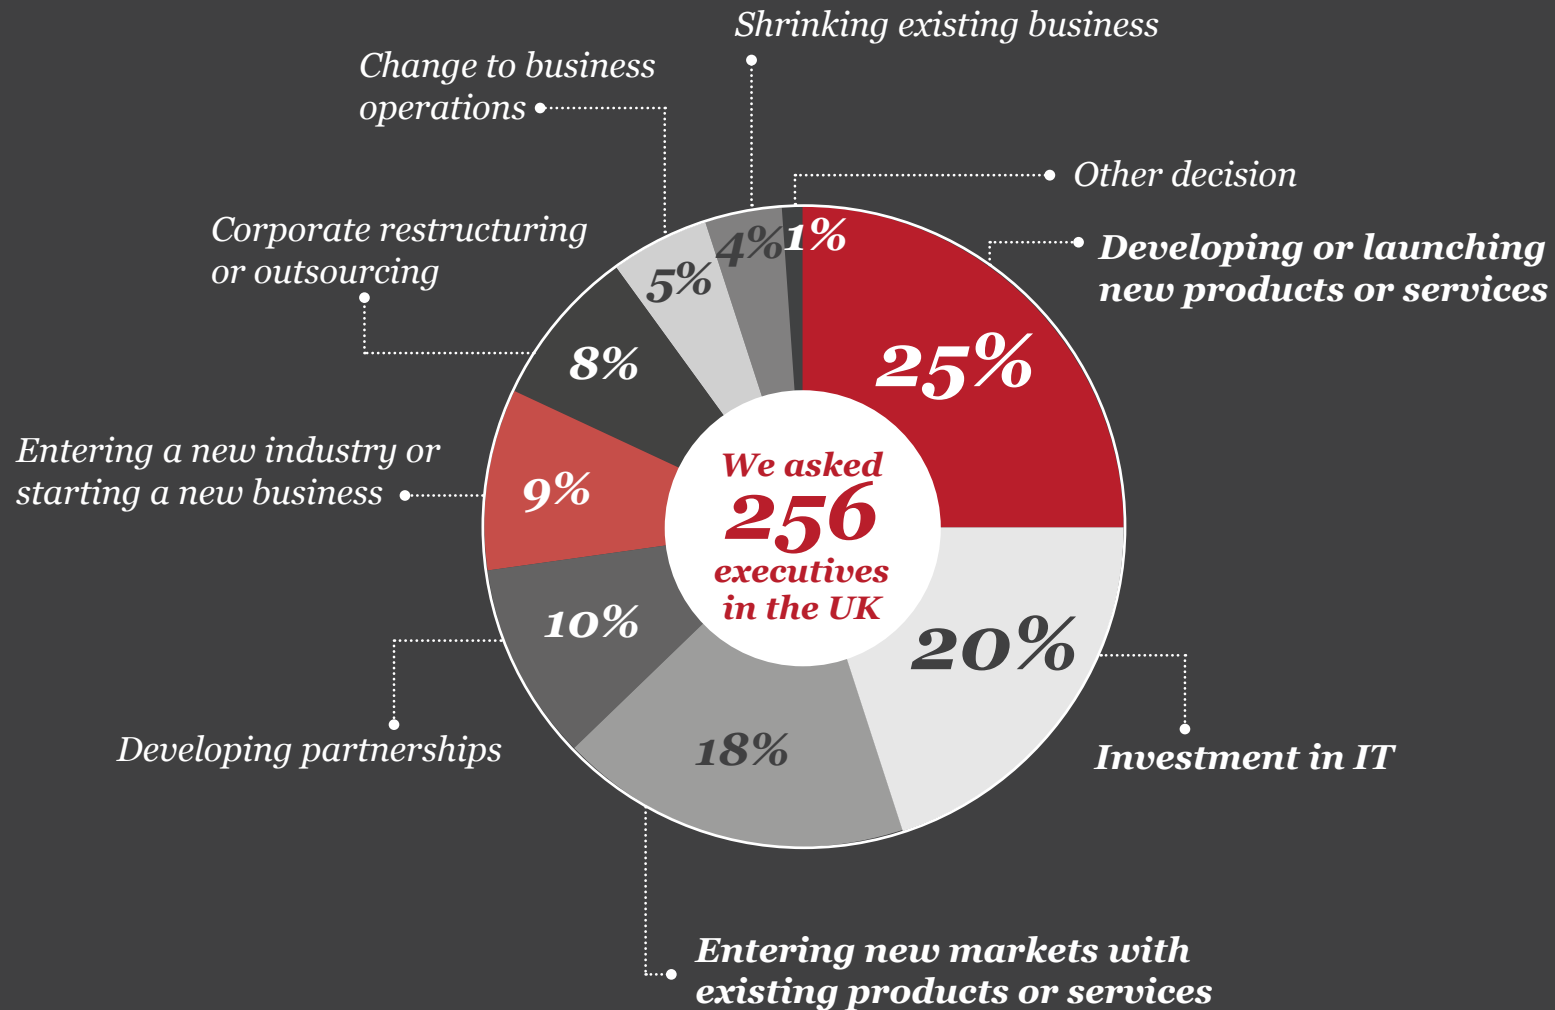 Shrinking existing business
Change to business
operations
Other decision
Corporate restructuring
or outsourcing
Developing or launching
new products or services
4%
1%
5%
25%
8%
Entering a new industry or
starting a new business
9%
We asked
256
executives
in the UK
10%
20%
18%
Developing partnerships
Investment in IT
Entering new markets with
existing products or services